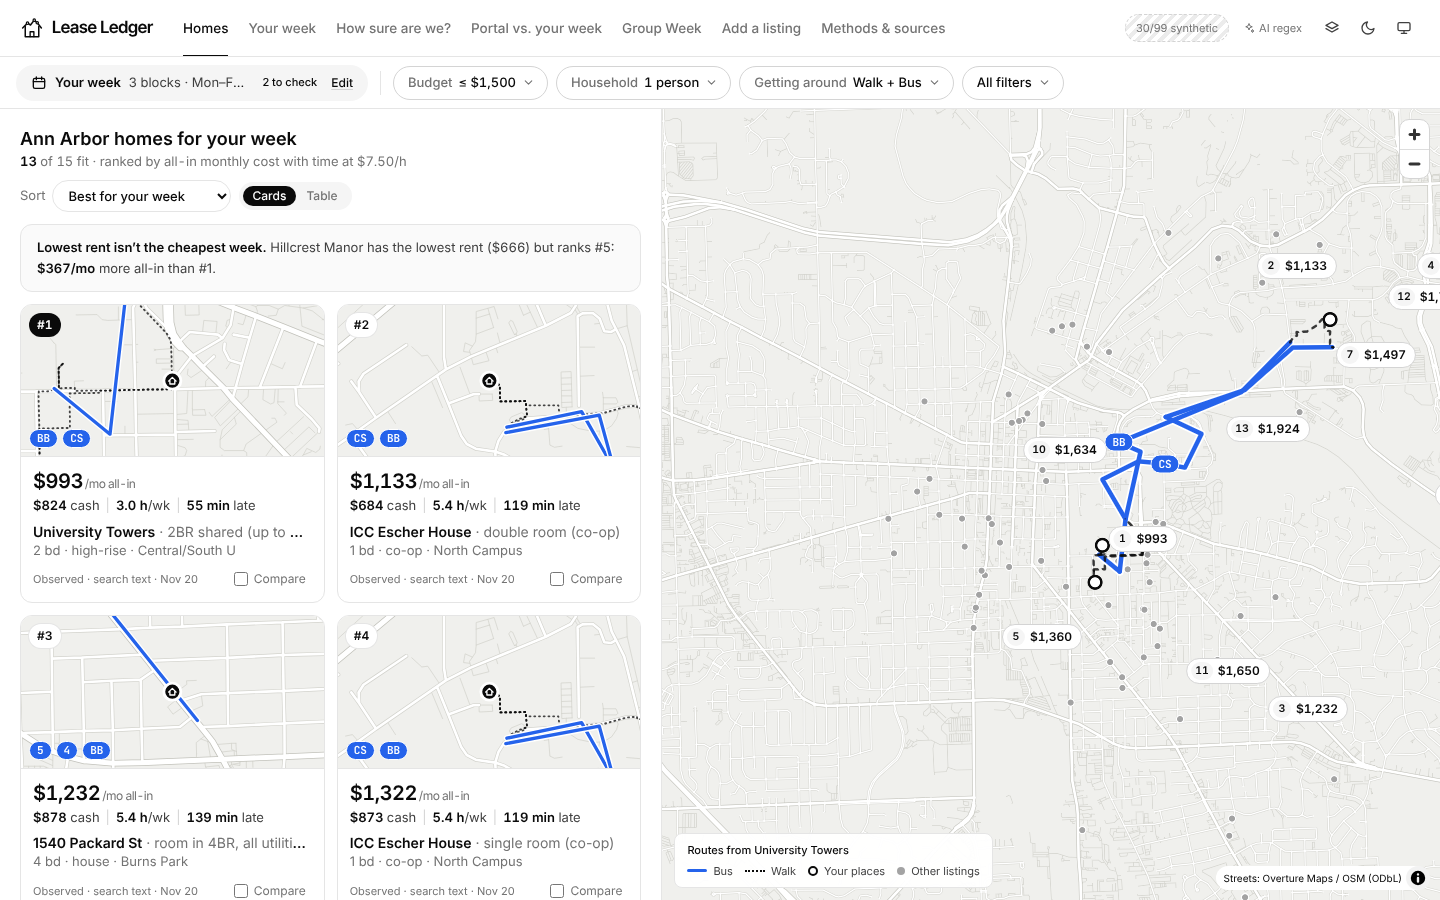 Lease Ledger Homes Your week How sure are we? Portal vs. your week Group Week Add a listing Methods & sources 30/99 synthetic AI regex
Your week 3 blocks · Mon–F... 2 to check Edit Budget ≤ $1,500 Household 1 person Getting around Walk + Bus All filters
Ann Arbor homes for your week
13 of 15 fit · ranked by all-in monthly cost with time at $7.50/h
Sort Best for your week Cards Table
Lowest rent isn't the cheapest week. Hillcrest Manor has the lowest rent ($666) but ranks #5:
$367/mo more all-in than #1.
#1
BB CS
$993 /mo all-in
$824 cash 3.0 h/wk 55 min late
University Towers · 2BR shared (up to ...
2 bd · high-rise · Central/South U
Observed · search text · Nov 20 Compare
#2
CS BB
$1,133 /mo all-in
$684 cash 5.4 h/wk 119 min late
ICC Escher House · double room (co-op)
1 bd · co-op · North Campus
Observed · search text · Nov 20 Compare
#3
5 4 BB
$1,232 /mo all-in
$878 cash 5.4 h/wk 139 min late
1540 Packard St · room in 4BR, all utiliti...
4 bd · house · Burns Park
Observed · search text · Nov 20 Compare
#4
CS BB
$1,322 /mo all-in
$873 cash 5.4 h/wk 119 min late
ICC Escher House · single room (co-op)
1 bd · co-op · North Campus
Observed · search text · Nov 20 Compare
2 $1,133
4
12 $1,
7 $1,497
13 $1,924
10 $1,634
BB
CS
1 $993
5 $1,360
11 $1,650
3 $1,232
Routes from University Towers
Bus Walk Your places Other listings
Streets: Overture Maps / OSM (ODbL)